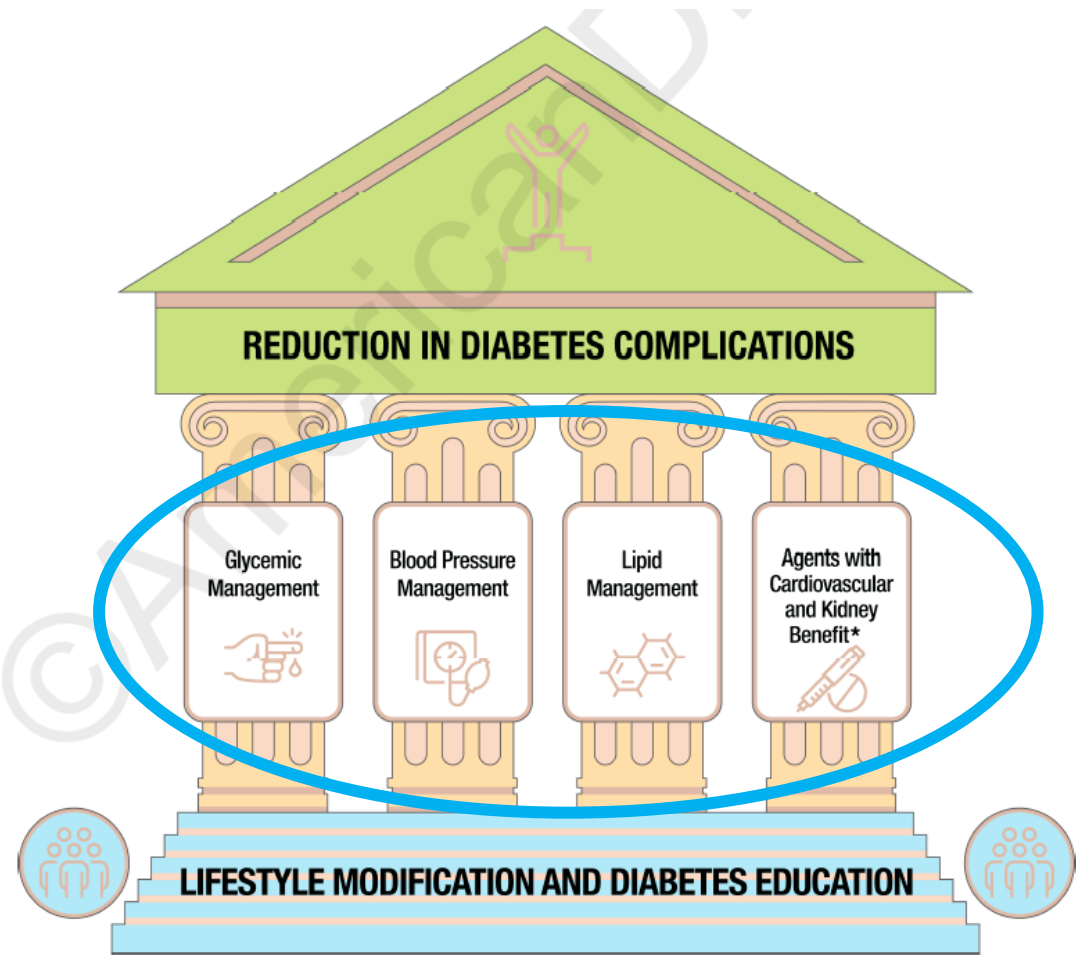 ©AmericanD
REDUCTION IN DIABETES COMPLICATIONS
Glycemic
Management
Blood Pressure
Management
Lipid
Management
Agents with
Cardiovascular
and Kidney
Benefit*
LIFESTYLE MODIFICATION AND DIABETES EDUCATION